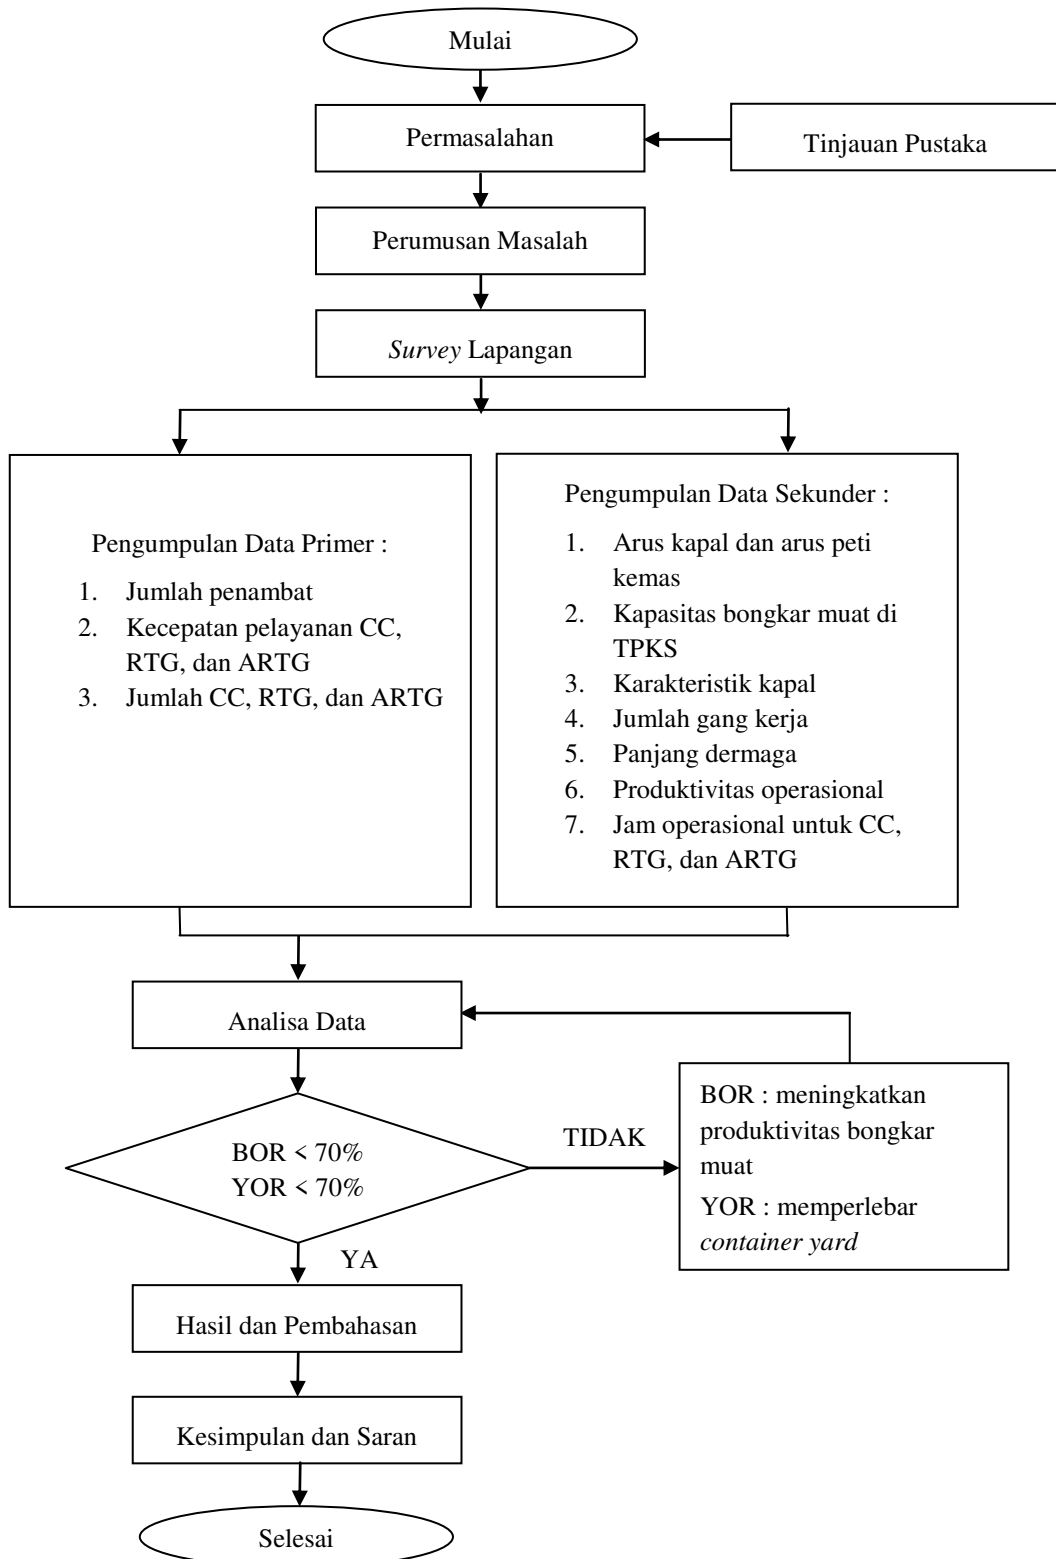 Mulai
Permasalahan
Tinjauan Pustaka
Perumusan Masalah
Survey Lapangan
Pengumpulan Data Primer :
1. Jumlah penambat
2. Kecepatan pelayanan CC,
RTG, dan ARTG
3. Jumlah CC, RTG, dan ARTG
Pengumpulan Data Sekunder :
1. Arus kapal dan arus peti
kemas
2. Kapasitas bongkar muat di
TPKS
3. Karakteristik kapal
4. Jumlah gang kerja
5. Panjang dermaga
6. Produktivitas operasional
7. Jam operasional untuk CC,
RTG, dan ARTG
Analisa Data
BOR < 70%
YOR < 70%
TIDAK
BOR : meningkatkan
produktivitas bongkar
muat
YOR : memperlebar
container yard
YA
Hasil dan Pembahasan
Kesimpulan dan Saran
Selesai